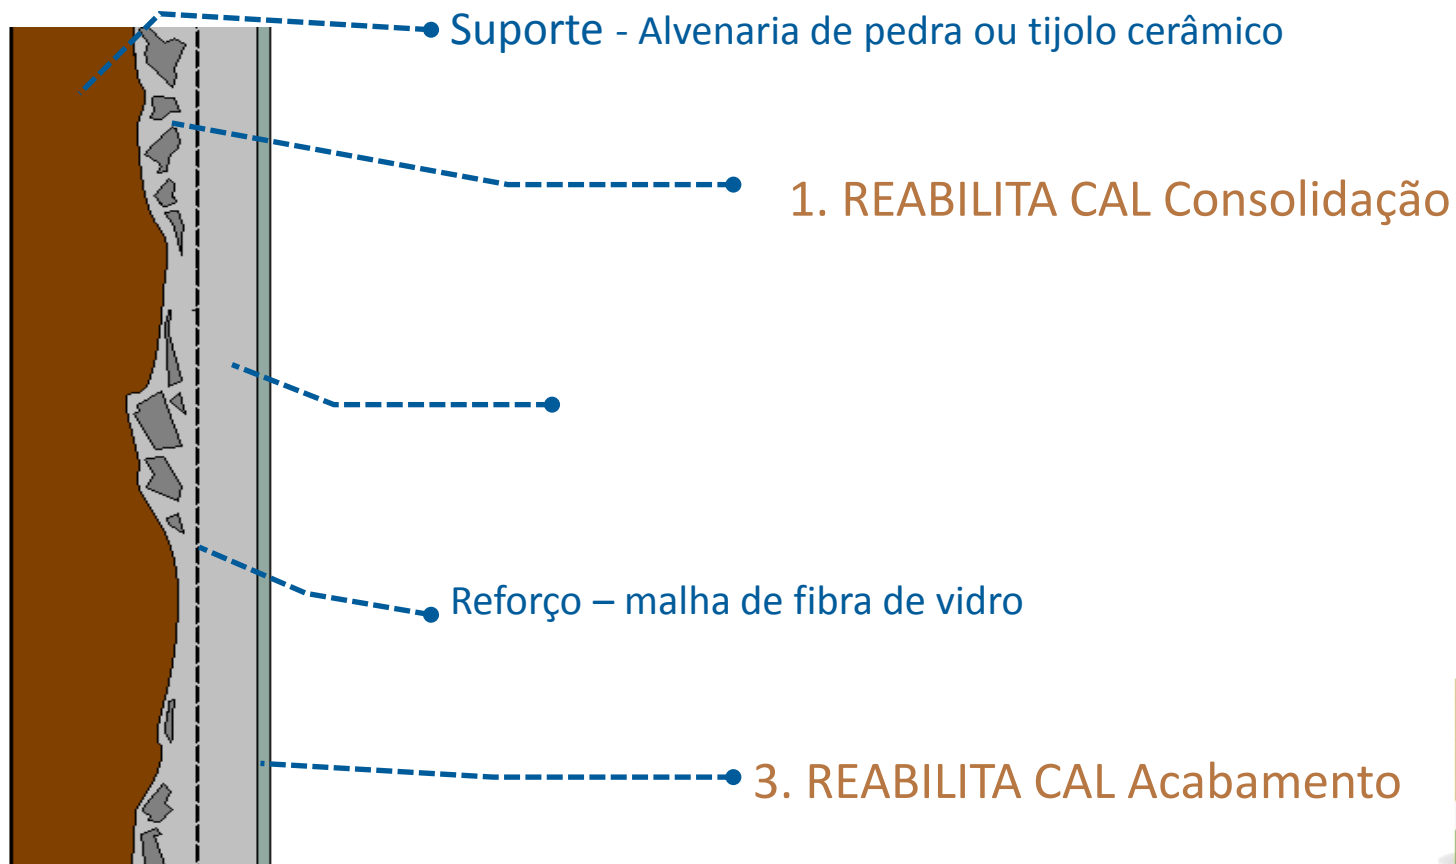 Suporte - Alvenaria de pedra ou tijolo cerâmico
1. REABILITA CAL Consolidação
Reforço – malha de fibra de vidro
3. REABILITA CAL Acabamento